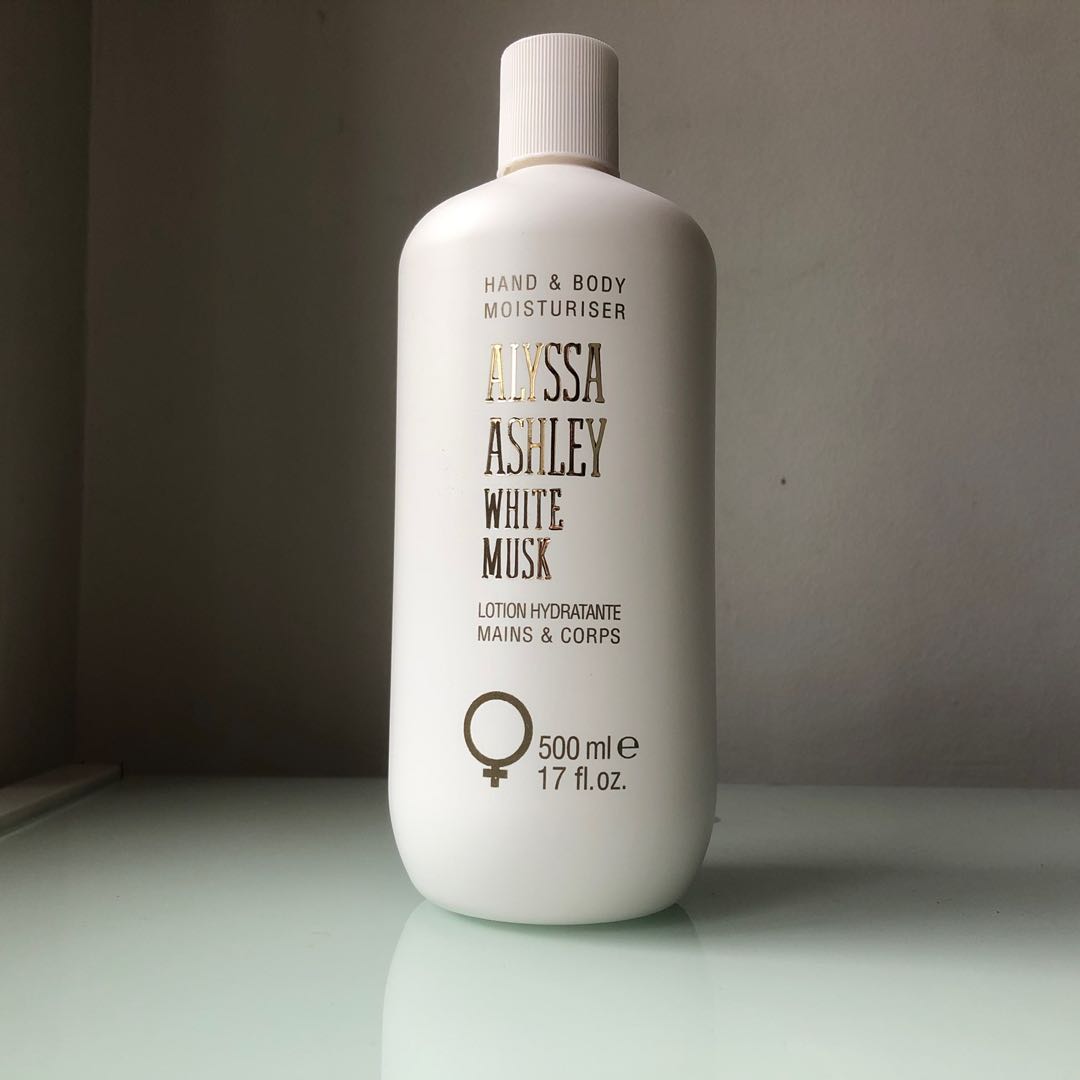 HAND & BODY
MOISTURISER
ALYSSA
ASHLEY
WHITE
MUSK
LOTION HYDRATANTE
MAINS & CORPS
500 ml ℮
17 fl.oz.